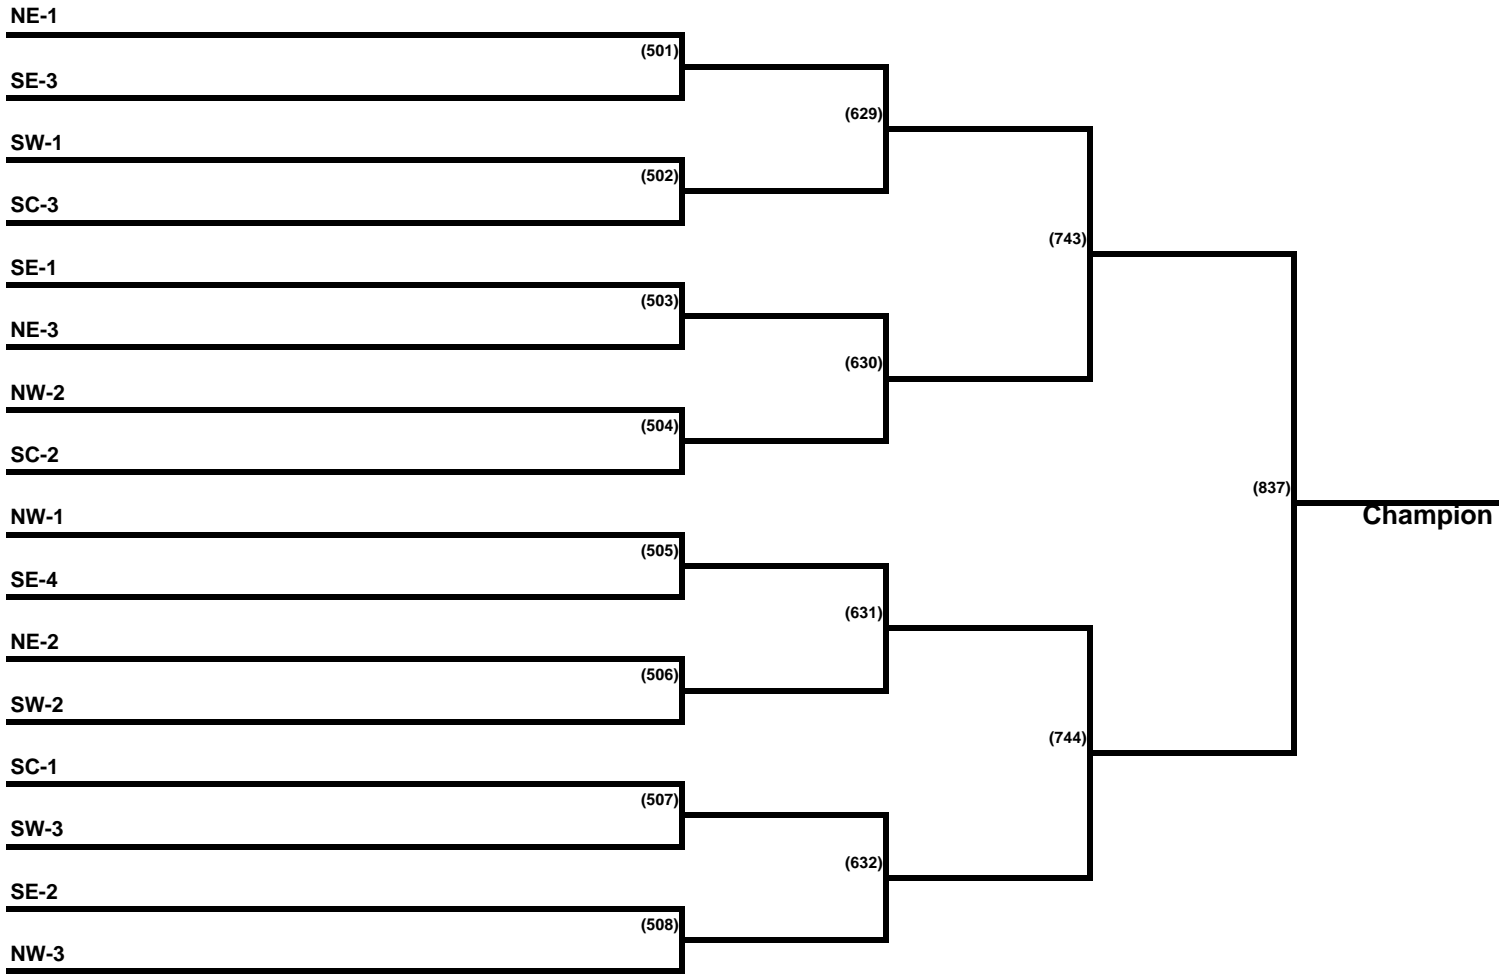 NE-1
(501)
SE-3
(629)
SW-1
(502)
SC-3
(743)
SE-1
(503)
NE-3
(630)
NW-2
(504)
SC-2
(837)
Champion
NW-1
(505)
SE-4
(631)
NE-2
(506)
SW-2
(744)
SC-1
(507)
SW-3
(632)
SE-2
(508)
NW-3